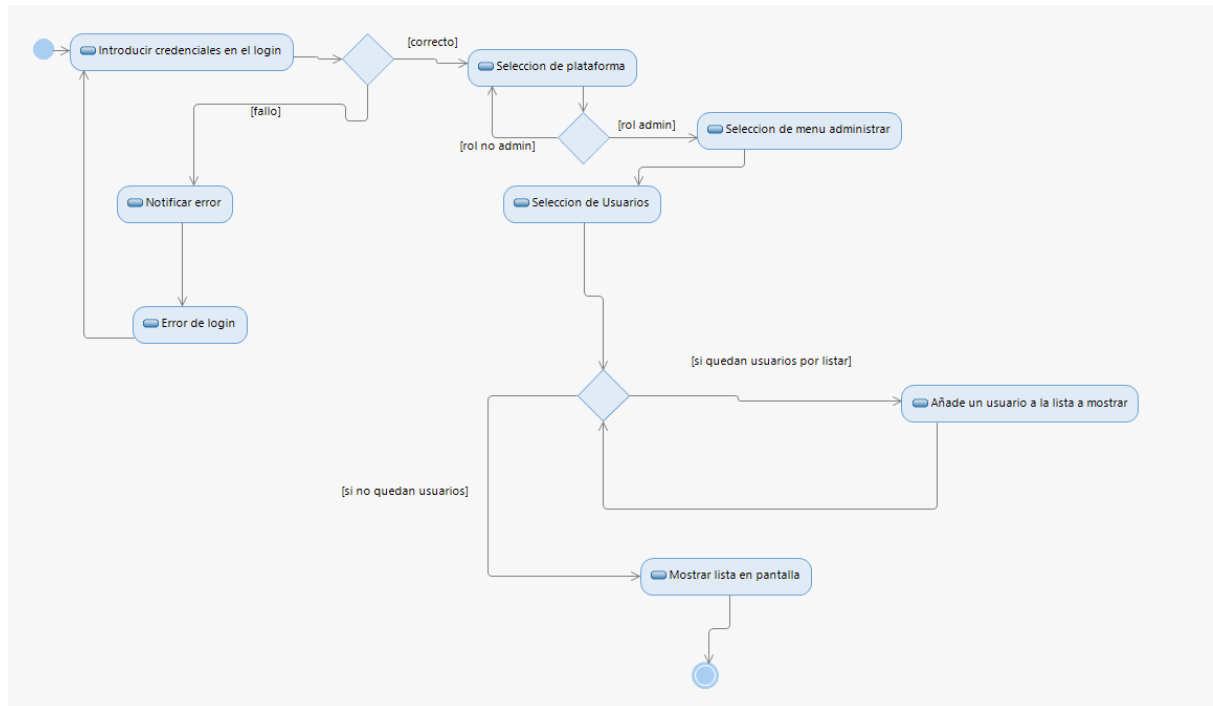 Introducir credenciales en el login
[correcto]
Seleccion de plataforma
[fallo]
[rol admin]
Seleccion de menu administrar
[rol no admin]
Notificar error
Seleccion de Usuarios
Error de login
[si quedan usuarios por listar]
Añade un usuario a la lista a mostrar
[si no quedan usuarios]
Mostrar lista en pantalla